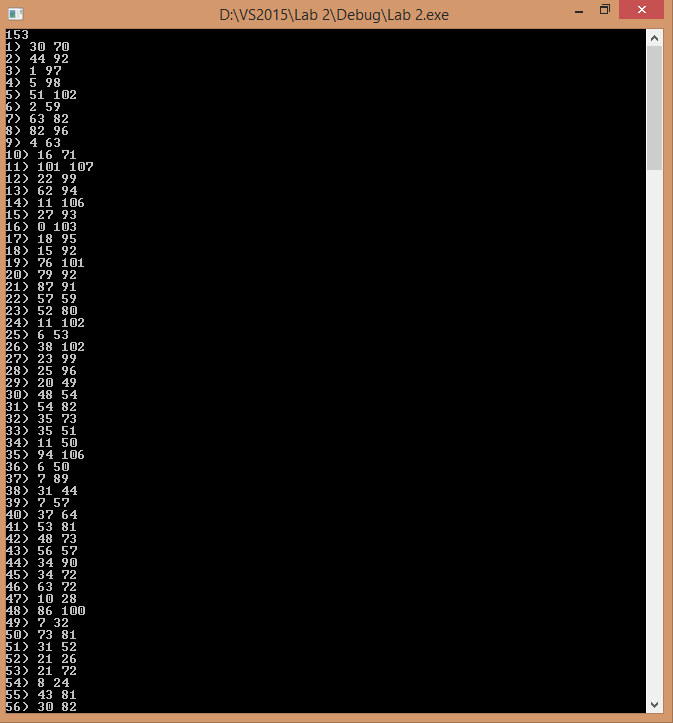 D:\VS2015\Lab 2\Debug\Lab 2.exe
153
1) 30 70
2) 44 92
3) 1 97
4) 5 98
5) 51 102
6) 2 59
7) 63 82
8) 82 96
9) 4 63
10) 16 71
11) 101 107
12) 22 99
13) 62 94
14) 11 106
15) 27 93
16) 0 103
17) 18 95
18) 15 92
19) 76 101
20) 79 92
21) 87 91
22) 57 59
23) 52 80
24) 11 102
25) 6 53
26) 38 102
27) 23 99
28) 25 96
29) 20 49
30) 48 54
31) 54 82
32) 35 73
33) 35 51
34) 11 50
35) 94 106
36) 6 50
37) 7 89
38) 31 44
39) 7 57
40) 37 64
41) 53 81
42) 48 73
43) 56 57
44) 34 90
45) 34 72
46) 63 72
47) 10 28
48) 86 100
49) 7 32
50) 73 81
51) 31 52
52) 21 26
53) 21 72
54) 8 24
55) 43 81
56) 30 82